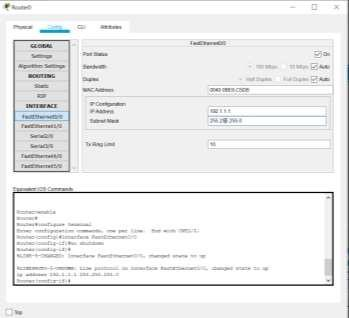 Router0
Physical Config CLI Attributes
GLOBAL
Settings
Algorithm Settings
ROUTING
Static
RIP
INTERFACE
FastEthernet0/0
FastEthernet1/0
Serial2/0
Serial3/0
FastEthernet4/0
FastEthernet5/0
FastEthernet0/0
Port Status On
Bandwidth 100 Mbps 10 Mbps Auto
Duplex Half Duplex Full Duplex Auto
MAC Address
IP Configuration
IP Address 192.1.1.1
Subnet Mask 255.255.255.0
Tx Ring Limit 10
Equivalent IOS Commands
Router>enable
Router#
Router#configure terminal
Enter configuration commands, one per line. End with CNTL/Z.
Router(config)#interface FastEthernet0/0
Router(config-if)#no shutdown
Router(config-if)#
%LINK-5-CHANGED: Interface FastEthernet0/0, changed state to up
%LINEPROTO-5-UPDOWN: Line protocol on Interface FastEthernet0/0, changed state to up
ip address 192.1.1.1 255.255.255.0
Router(config-if)#
Top